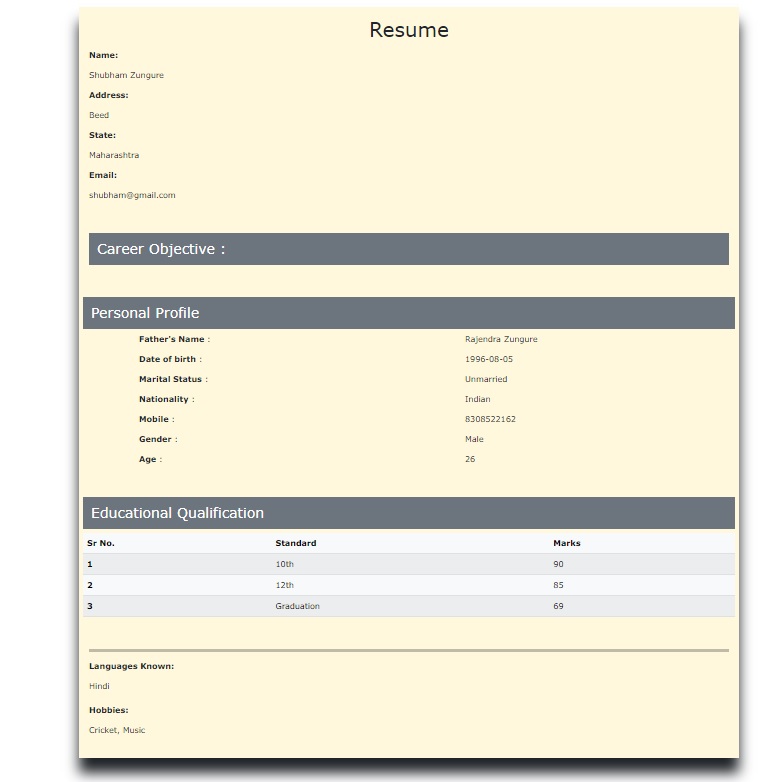 Resume
Name:
Shubham Zungure
Address:
Beed
State:
Maharashtra
Email:
shubham@gmail.com
Career Objective :
Personal Profile
Father's Name : Rajendra Zungure
Date of birth : 1996-08-05
Marital Status : Unmarried
Nationality : Indian
Mobile : 8308522162
Gender : Male
Age : 26
Educational Qualification
Sr No. Standard Marks
1 10th 90
2 12th 85
3 Graduation 69
Languages Known:
Hindi
Hobbies:
Cricket, Music